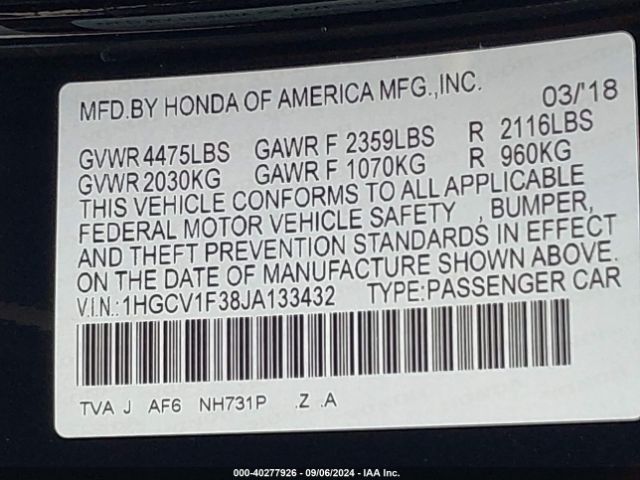 MFD.BY HONDA OF AMERICA MFG.,INC. 03/'18
GVWR 4475LBS GAWR F 2359LBS R 2116LBS
GVWR 2030KG GAWR F 1070KG R 960KG
THIS VEHICLE CONFORMS TO ALL APPLICABLE
FEDERAL MOTOR VEHICLE SAFETY , BUMPER,
AND THEFT PREVENTION STANDARDS IN EFFECT
ON THE DATE OF MANUFACTURE SHOWN ABOVE.
V.I.N.:1HGCV1F38JA133432 TYPE:PASSENGER CAR
TVA J AF6 NH731P .Z .A
000-40277926 - 09/06/2024 - IAA Inc.